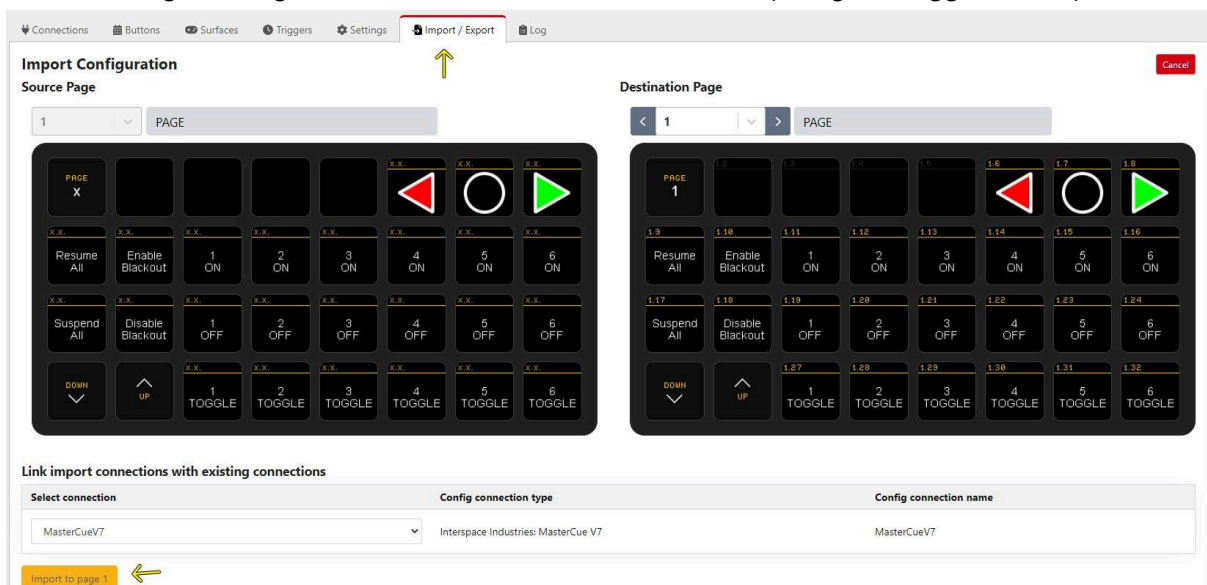 Connections Buttons Surfaces Triggers Settings Import / Export Log
Import Configuration Cancel
Source Page Destination Page
1 PAGE 1 PAGE
x.x. x.x. x.x. 1.2 1.3 1.4 1.5 1.6 1.7 1.8
PAGE PAGE
X 1
x.x. x.x. x.x. x.x. x.x. x.x. x.x. x.x. 1.9 1.10 1.11 1.12 1.13 1.14 1.15 1.16
Resume Enable 1 2 3 4 5 6 Resume Enable 1 2 3 4 5 6
All Blackout ON ON ON ON ON ON All Blackout ON ON ON ON ON ON
x.x. x.x. x.x. x.x. x.x. x.x. x.x. x.x. 1.17 1.18 1.19 1.20 1.21 1.22 1.23 1.24
Suspend Disable 1 2 3 4 5 6 Suspend Disable 1 2 3 4 5 6
All Blackout OFF OFF OFF OFF OFF OFF All Blackout OFF OFF OFF OFF OFF OFF
x.x. x.x. x.x. x.x. x.x. x.x. 1.27 1.28 1.29 1.30 1.31 1.32
DOWN UP 1 2 3 4 5 6 DOWN UP 1 2 3 4 5 6
TOGGLE TOGGLE TOGGLE TOGGLE TOGGLE TOGGLE TOGGLE TOGGLE TOGGLE TOGGLE TOGGLE TOGGLE
Link import connections with existing connections
Select connection Config connection type Config connection name
MasterCueV7 Interspace Industries: MasterCue V7 MasterCueV7
Import to page 1